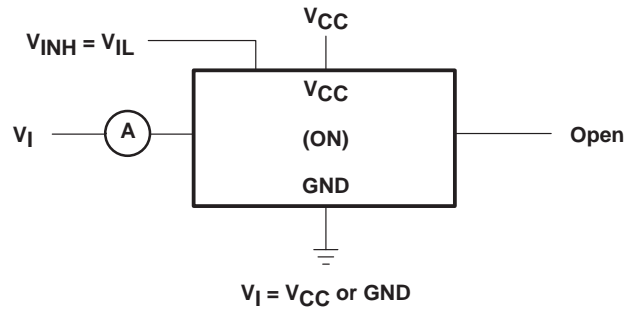 VCC
VINH = VIL
VCC
VI
A
(ON)
Open
GND
VI = VCC or GND